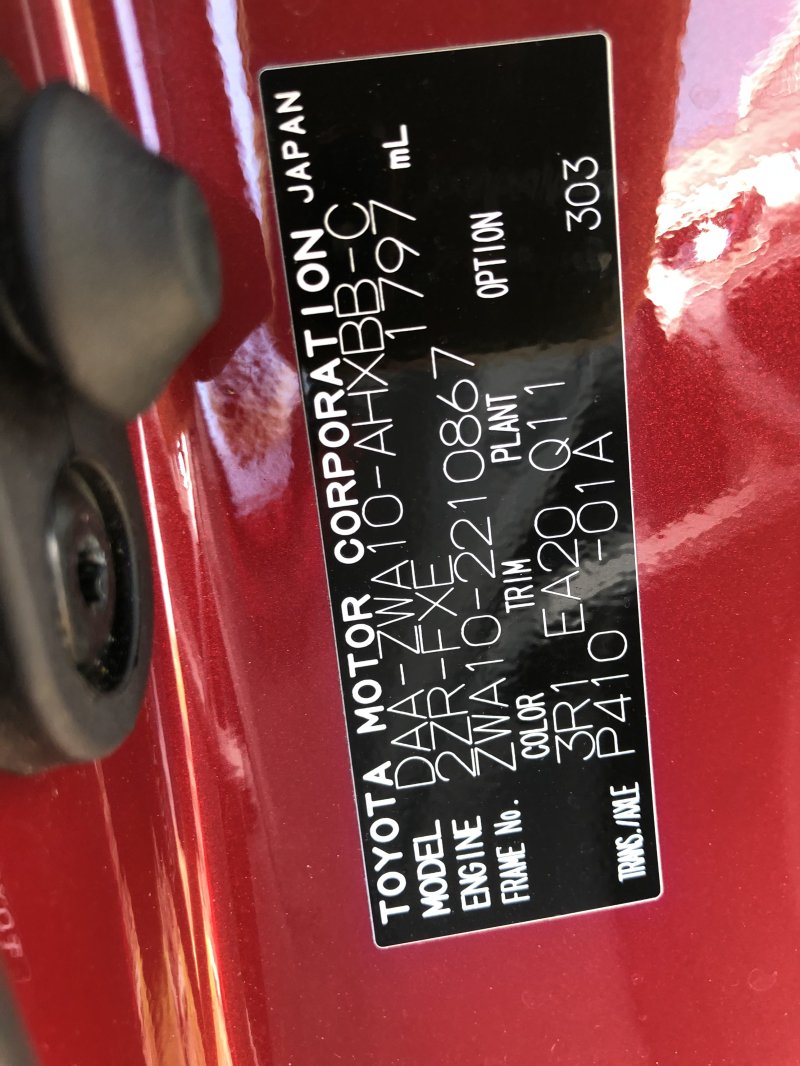 TOYOTA MOTOR CORPORATION JAPAN
MODEL DAA-ZWA10-AHXBB-C
ENGINE 2ZR-FXE 1797 mL
FRAME No. ZWA10-2210867
COLOR TRIM PLANT OPTION
3R1 EA20 Q11
TRANS./AXLE P410 -01A 303